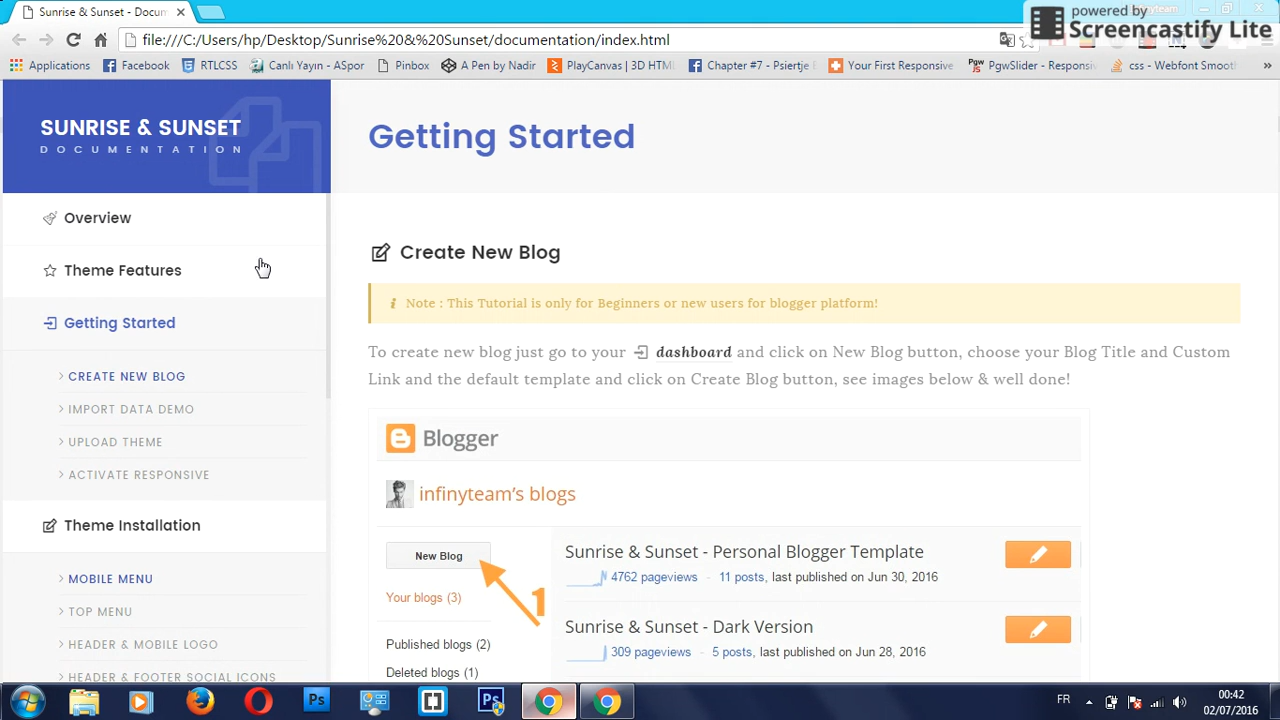 Sunrise & Sunset - Docum
powered by
Screencastify Lite
file:///C:/Users/hp/Desktop/
/documentation/index.html
Applications
Facebook
RTLCSS
Canlı Yayın - ASpor
Pinbox
A Pen by Nadir
PlayCanvas | 3D HTML
Chapter #7 - Psiertje
Your First Responsive
PgwSlider - Responsiv
css - Webfont Smooth
SUNRISE & SUNSET
DOCUMENTATION
Overview
Theme Features
Getting Started
CREATE NEW BLOG
IMPORT DATA DEMO
UPLOAD THEME
ACTIVATE RESPONSIVE
Theme Installation
MOBILE MENU
TOP MENU
HEADER & MOBILE LOGO
HEADER & FOOTER SOCIAL ICONS
Getting Started
Create New Blog
Note : This Tutorial is only for Beginners or new users for blogger platform!
To create new blog just go to your dashboard and click on New Blog button, choose your Blog Title and Custom
Link and the default template and click on Create Blog button, see images below & well done!
Blogger
infinyteam's blogs
New Blog
1
Your blogs (3)
Published blogs (2)
Deleted blogs (1)
Sunrise & Sunset - Personal Blogger Template
4762 pageviews · 11 posts, last published on Jun 30, 2016
Sunrise & Sunset - Dark Version
309 pageviews · 5 posts, last published on Jun 28, 2016
FR
00:42
02/07/2016